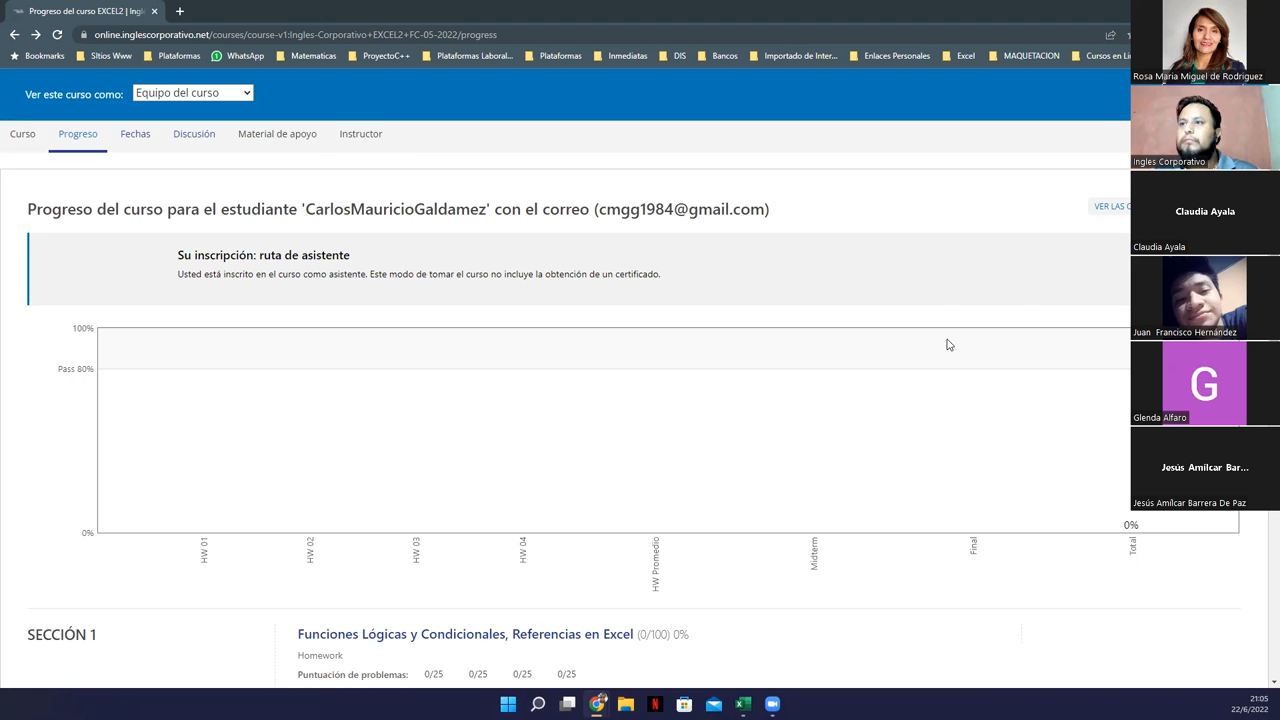 Progreso del curso EXCEL2 | Ingl
online.inglescorporativo.net/courses/course-v1:Ingles-Corporativo+EXCEL2+FC-05-2022/progress
Bookmarks
Sitios Www
Plataformas
WhatsApp
Matematicas
ProyectoC++
Plataformas Laboral...
Plataformas
Inmediatas
DIS
Bancos
Importado de Inter...
Enlaces Personales
Excel
MAQUETACION
Cursos en Lí
Ver este curso como:
Equipo del curso
Curso
Progreso
Fechas
Discusión
Material de apoyo
Instructor
Progreso del curso para el estudiante 'CarlosMauricioGaldamez' con el correo (cmgg1984@gmail.com)
VER LAS C
Su inscripción: ruta de asistente
Usted está inscrito en el curso como asistente. Este modo de tomar el curso no incluye la obtención de un certificado.
100%
Pass 80%
0%
0%
HW 01
HW 02
HW 03
HW 04
HW Promedio
Midterm
Final
Total
SECCIÓN 1
Funciones Lógicas y Condicionales, Referencias en Excel (0/100) 0%
Homework
Puntuación de problemas: 0/25 0/25 0/25 0/25
Rosa Maria Miguel de Rodriguez
Ingles Corporativo
Claudia Ayala
Claudia Ayala
Juan Francisco Hernández
G
Glenda Alfaro
Jesús Amílcar Bar...
Jesús Amílcar Barrera De Paz
21:05
22/6/2022